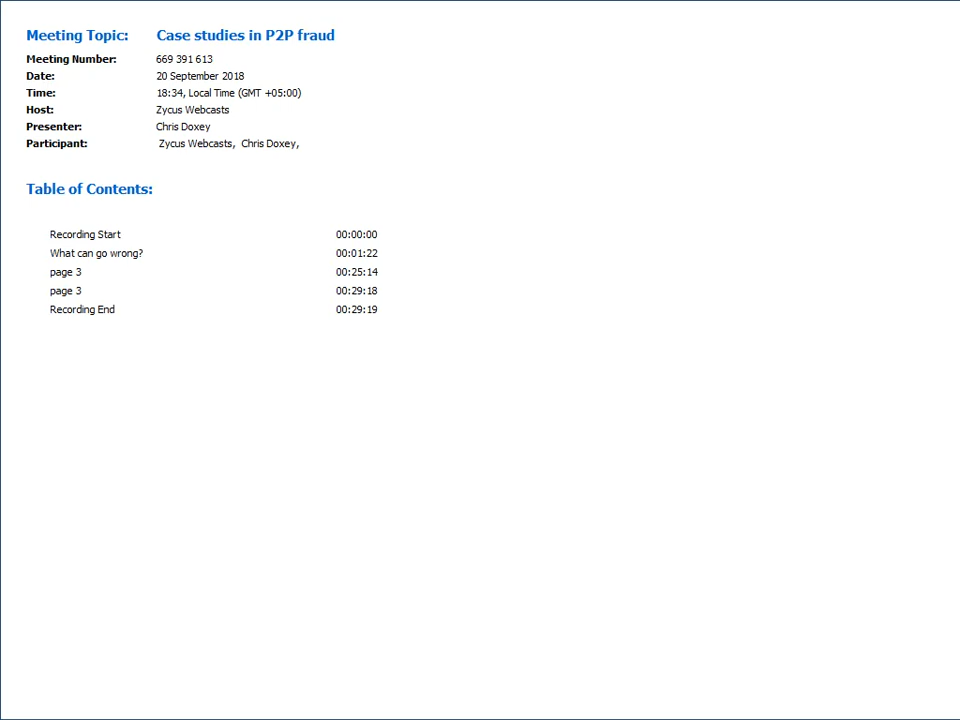 Meeting Topic: Case studies in P2P fraud
Meeting Number: 669 391 613
Date: 20 September 2018
Time: 18:34, Local Time (GMT +05:00)
Host: Zycus Webcasts
Presenter: Chris Doxey
Participant: Zycus Webcasts, Chris Doxey,
Table of Contents:
Recording Start 00:00:00
What can go wrong? 00:01:22
page 3 00:25:14
page 3 00:29:18
Recording End 00:29:19